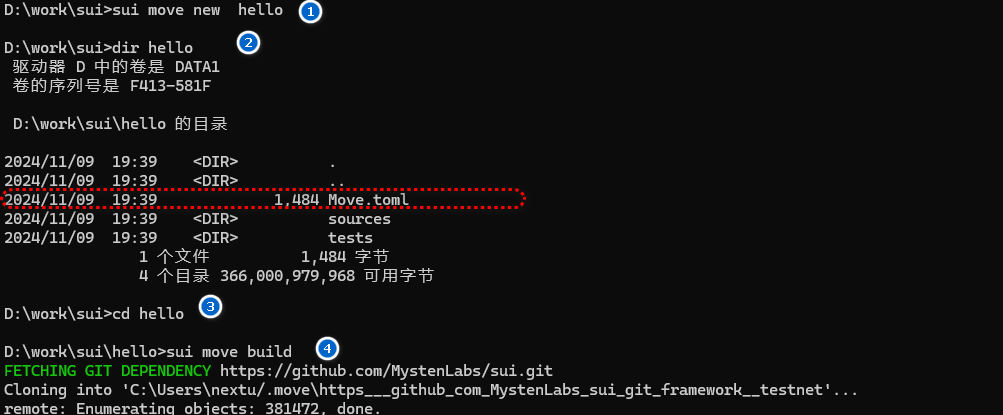 D:\work\sui>sui move new  hello 1
D:\work\sui>dir hello 2
驱动器 D 中的卷是 DATA1
卷的序列号是 F413-581F
D:\work\sui\hello 的目录
2024/11/09  19:39    <DIR>          .
2024/11/09  19:39    <DIR>          ..
2024/11/09  19:39             1,484 Move.toml
2024/11/09  19:39    <DIR>          sources
2024/11/09  19:39    <DIR>          tests
1 个文件          1,484 字节
4 个目录 366,000,979,968 可用字节
D:\work\sui>cd hello 3
D:\work\sui\hello>sui move build 4
FETCHING GIT DEPENDENCY https://github.com/MystenLabs/sui.git
Cloning into 'C:\Users\nextu/.move\https___github_com_MystenLabs_sui_git_framework__testnet'...
remote: Enumerating objects: 381472, done.